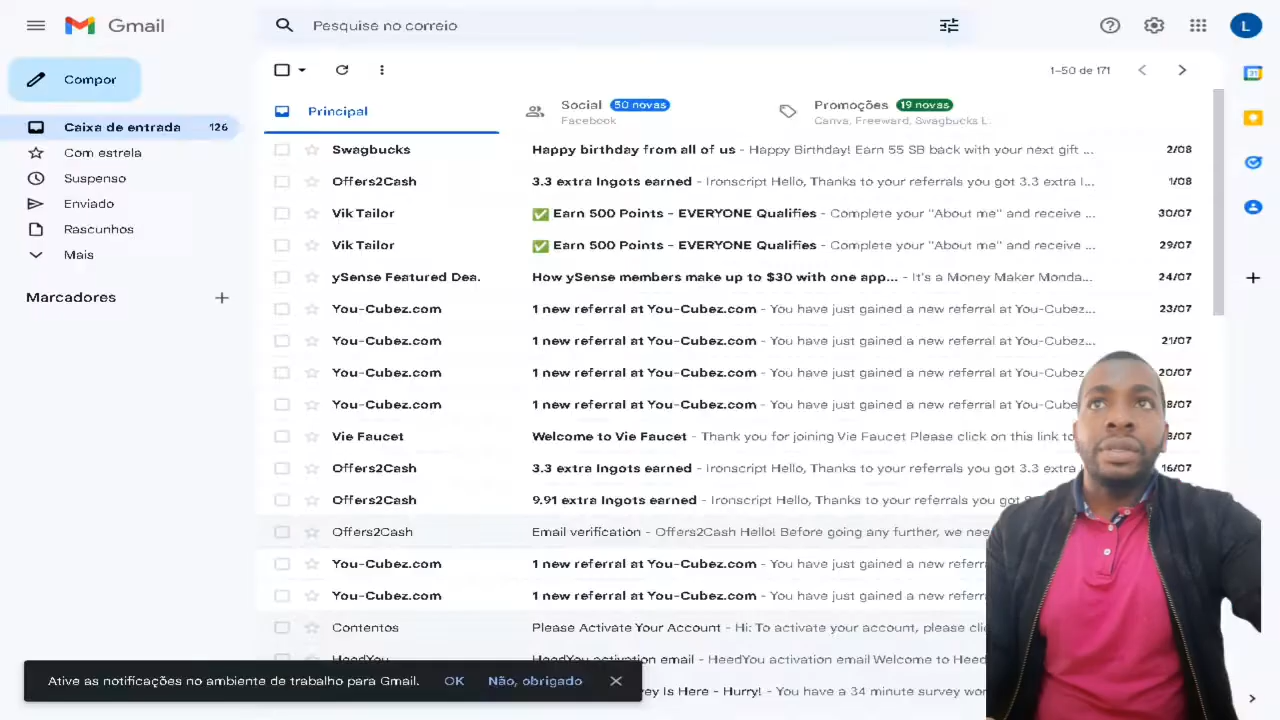 Gmail
Pesquise no correio
L
Compor
1–50 de 171
31
Principal
Social 50 novas
Facebook
Promoções 19 novas
Canva, Freeward, Swagbucks L.
Caixa de entrada 126
Com estrela
Suspenso
Enviado
Rascunhos
Mais
Marcadores
Swagbucks Happy birthday from all of us - Happy Birthday! Earn 55 SB back with your next gift ... 2/08
Offers2Cash 3.3 extra Ingots earned - Ironscript Hello, Thanks to your referrals you got 3.3 extra I... 1/08
Vik Tailor ✅ Earn 500 Points - EVERYONE Qualifies - Complete your "About me" and receive ... 30/07
Vik Tailor ✅ Earn 500 Points - EVERYONE Qualifies - Complete your "About me" and receive ... 29/07
ySense Featured Dea. How ySense members make up to $30 with one app... - It's a Money Maker Monda... 24/07
You-Cubez.com 1 new referral at You-Cubez.com - You have just gained a new referral at You-Cubez... 23/07
You-Cubez.com 1 new referral at You-Cubez.com - You have just gained a new referral at You-Cubez... 21/07
You-Cubez.com 1 new referral at You-Cubez.com - You have just gained a new referral at You-Cubez... 20/07
You-Cubez.com 1 new referral at You-Cubez.com - You have just gained a new referral at You-Cube 8/07
Vie Faucet Welcome to Vie Faucet - Thank you for joining Vie Faucet Please click on this link to 8/07
Offers2Cash 3.3 extra Ingots earned - Ironscript Hello, Thanks to your referrals you got 3.3 extra 16/07
Offers2Cash 9.91 extra Ingots earned - Ironscript Hello, Thanks to your referrals you got
Offers2Cash Email verification - Offers2Cash Hello! Before going any further, we nee
You-Cubez.com 1 new referral at You-Cubez.com - You have just gained a new referr
You-Cubez.com 1 new referral at You-Cubez.com - You have just gained a new referr
Contentos Please Activate Your Account - Hi: To activate your account, please clic
HeedYou HeedYou activation email - HeedYou activation email Welcome to Heed
ey Is Here - Hurry! - You have a 34 minute survey wor
Ative as notificações no ambiente de trabalho para Gmail. OK Não, obrigado